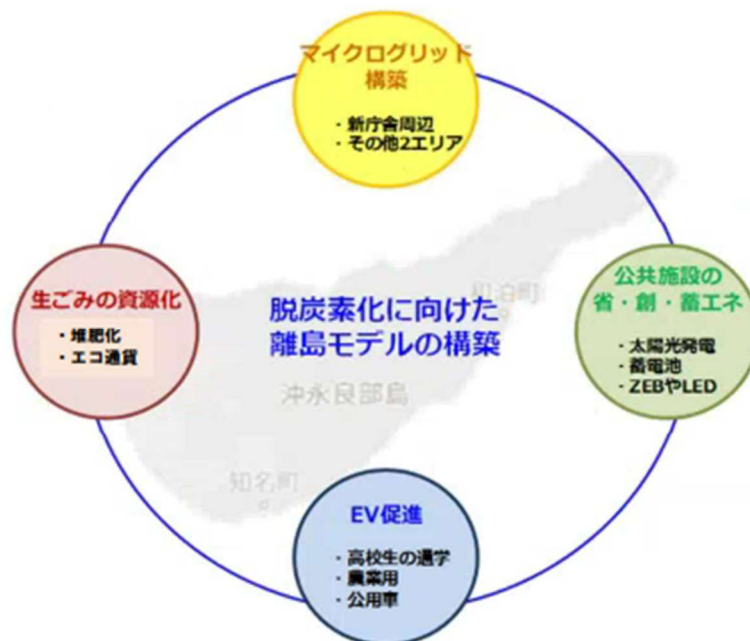 マイクログリッド
構築
・新庁舎周辺
・その他2エリア
生ごみの資源化
・堆肥化
・エコ通貨
脱炭素化に向けた
離島モデルの構築
和泊町
沖永良部島
知名町
公共施設の
省・創・蓄エネ
・太陽光発電
・蓄電池
・ZEBやLED
EV促進
・高校生の通学
・農業用
・公用車